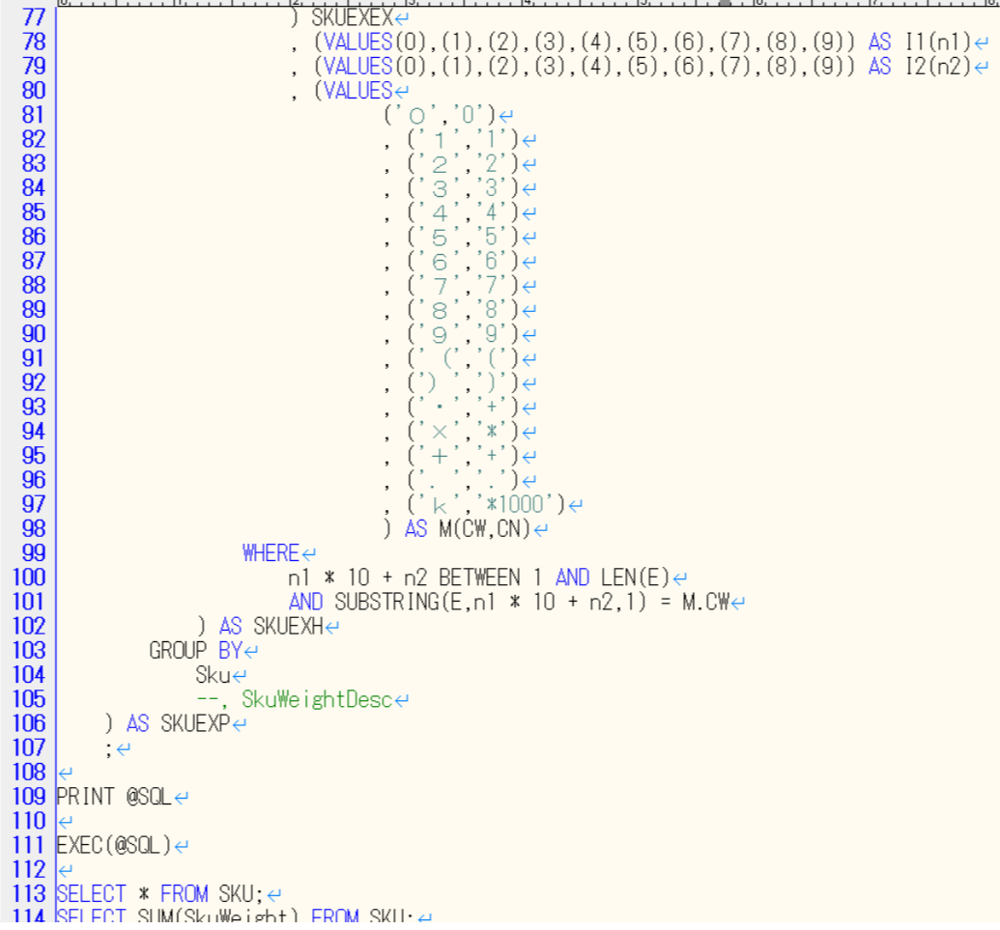 77 ) SKUEXEX↵
78 , (VALUES(0),(1),(2),(3),(4),(5),(6),(7),(8),(9)) AS I1(n1)↵
79 , (VALUES(0),(1),(2),(3),(4),(5),(6),(7),(8),(9)) AS I2(n2)↵
80 , (VALUES↵
81 ('０','0')↵
82 , ('１','1')↵
83 , ('２','2')↵
84 , ('３','3')↵
85 , ('４','4')↵
86 , ('５','5')↵
87 , ('６','6')↵
88 , ('７','7')↵
89 , ('８','8')↵
90 , ('９','9')↵
91 , ('（','(')↵
92 , ('）',')')↵
93 , ('・','+')↵
94 , ('×','*')↵
95 , ('＋','+')↵
96 , ('．','.')↵
97 , ('ｋ','*1000')↵
98 ) AS M(CW,CN)↵
99 WHERE↵
100 n1 * 10 + n2 BETWEEN 1 AND LEN(E)↵
101 AND SUBSTRING(E,n1 * 10 + n2,1) = M.CW↵
102 ) AS SKUEXH↵
103 GROUP BY↵
104 Sku↵
105 --, SkuWeightDesc↵
106 ) AS SKUEXP↵
107 ;↵
108 ↵
109 PRINT @SQL↵
110 ↵
111 EXEC(@SQL)↵
112 ↵
113 SELECT * FROM SKU;↵
114 SELECT SUM(SkuWeight) FROM SKU;↵